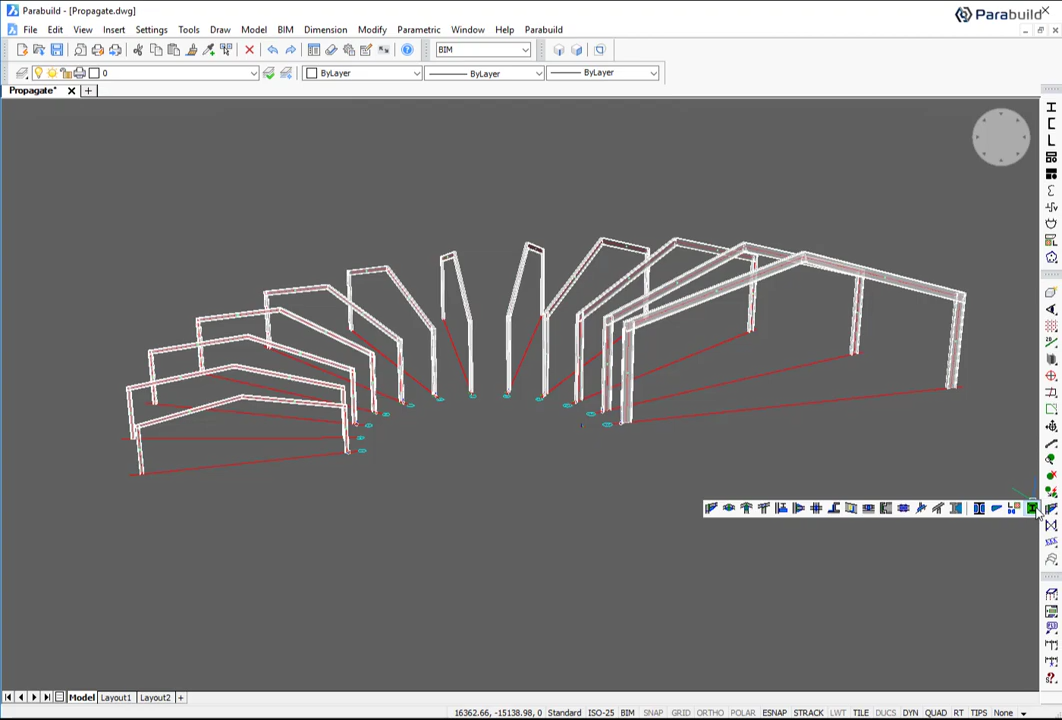 Parabuild - [Propagate.dwg]
Parabuild
File Edit View Insert Settings Tools Draw Model BIM Dimension Modify Parametric Window Help Parabuild
BIM
0 ByLayer ByLayer ByLayer
Propagate*
Model Layout1 Layout2
16362.66, -15138.98, 0 Standard ISO-25 BIM SNAP GRID ORTHO POLAR ESNAP STRACK LWT TILE DUCS DYN QUAD RT TIPS None